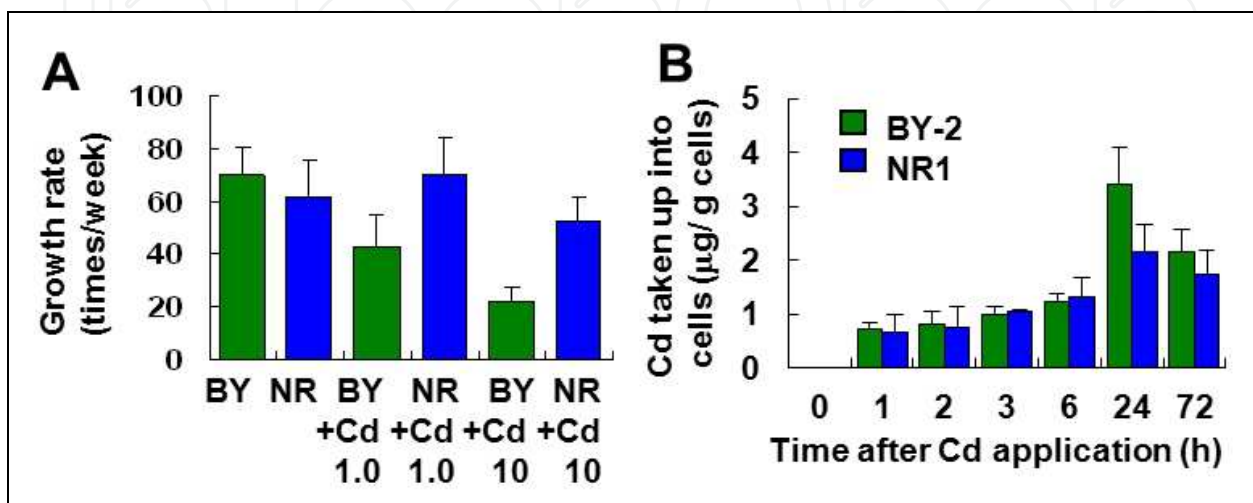 A
Growth rate
(times/week)
100
80
60
40
20
0
BY NR BY NR BY NR
+Cd +Cd +Cd +Cd
1.0 1.0 10 10
B
Cd taken up into
cells (μg/ g cells)
5
4
3
2
1
0
BY-2
NR1
0 1 2 3 6 24 72
Time after Cd application (h)